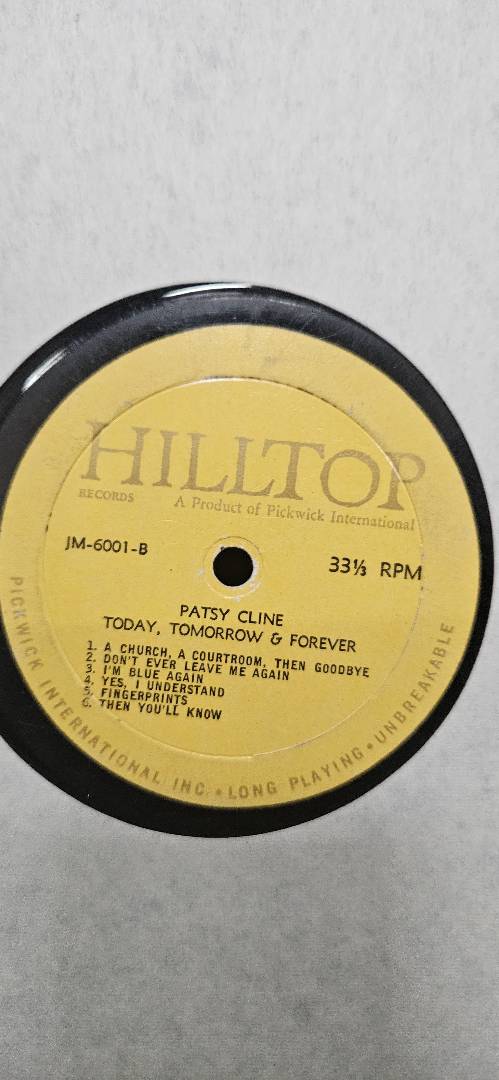 HILLTOP
RECORDS A Product of Pickwick International
JM-6001-B
33⅓ RPM
PATSY CLINE
TODAY, TOMORROW & FOREVER
1. A CHURCH, A COURTROOM, THEN GOODBYE
2. DON'T EVER LEAVE ME AGAIN
3. I'M BLUE AGAIN
4. YES, I UNDERSTAND
5. FINGERPRINTS
6. THEN YOU'LL KNOW
PICKWICK INTERNATIONAL INC. • LONG PLAYING • UNBREAKABLE